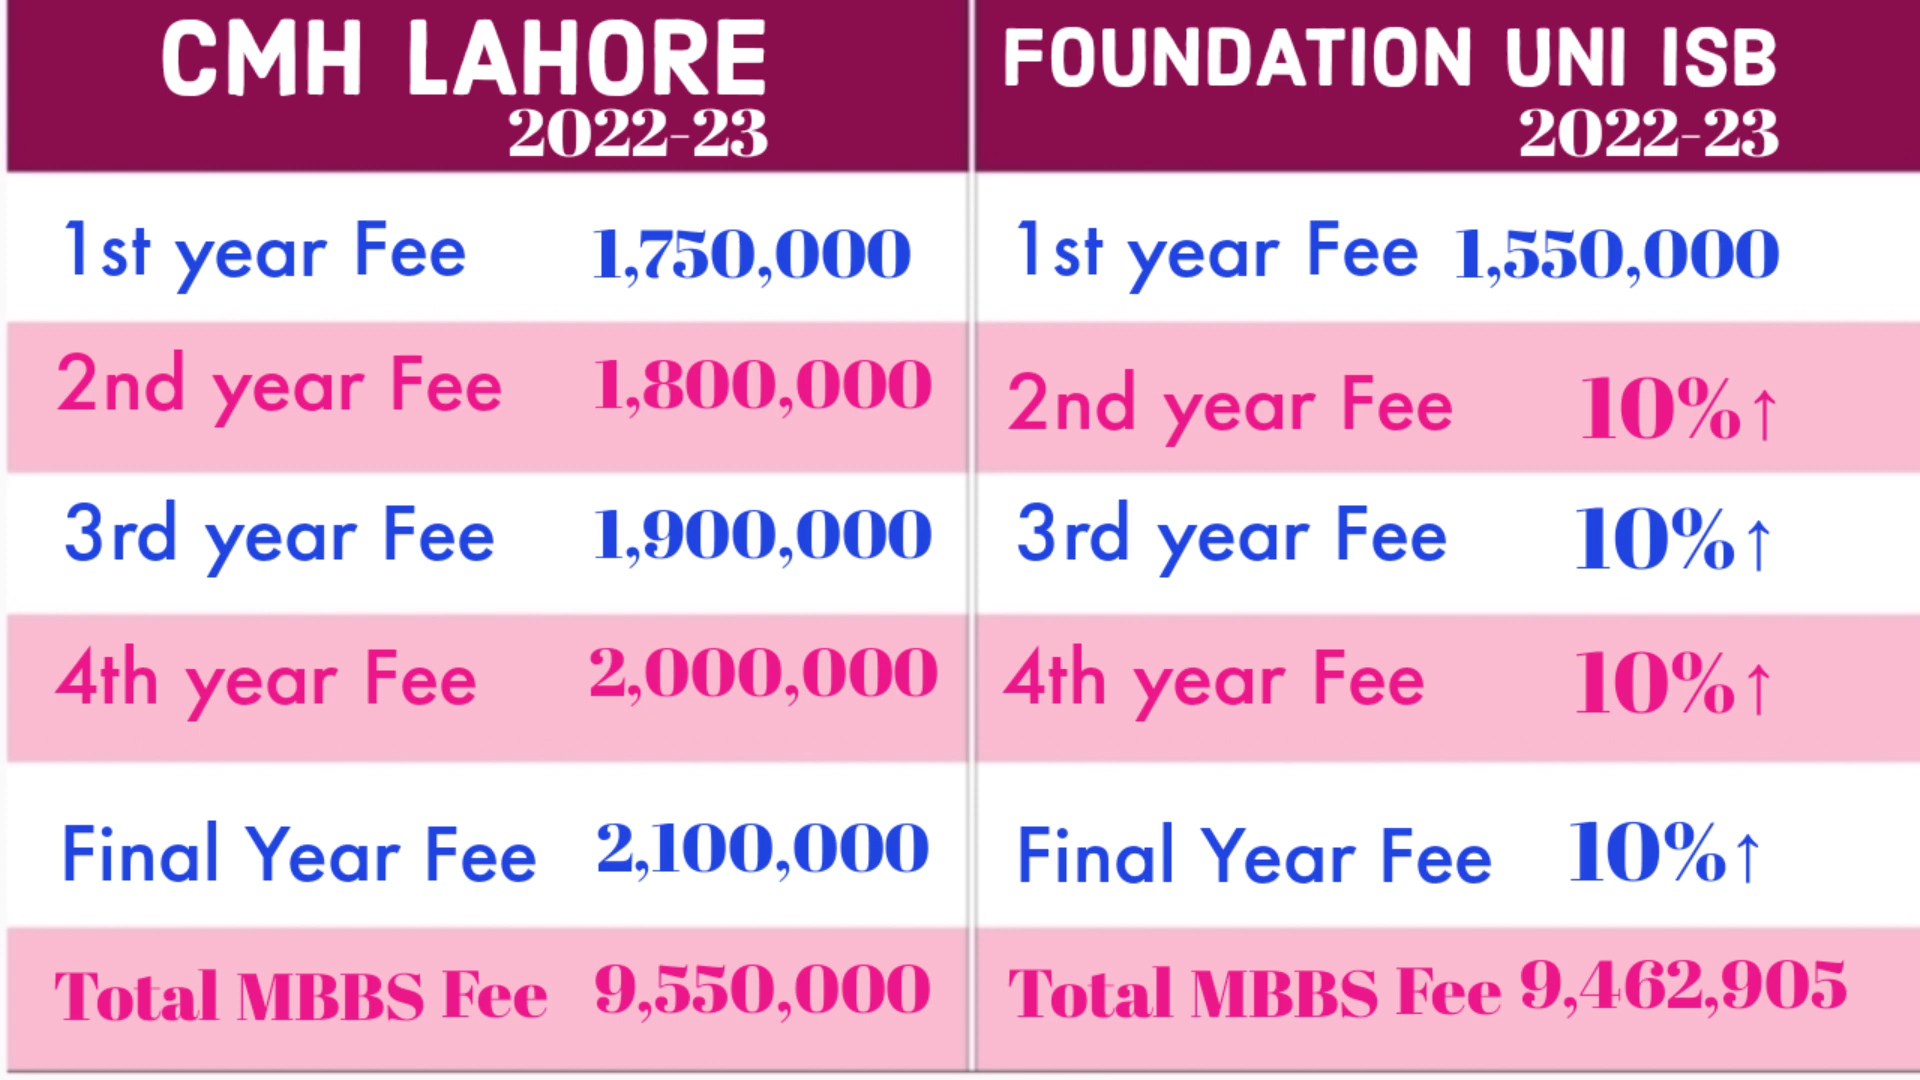 CMH LAHORE
2022-23
1st year Fee 1,750,000
2nd year Fee 1,800,000
3rd year Fee 1,900,000
4th year Fee 2,000,000
Final Year Fee 2,100,000
Total MBBS Fee 9,550,000
FOUNDATION UNI ISB
2022-23
1st year Fee 1,550,000
2nd year Fee 10%↑
3rd year Fee 10%↑
4th year Fee 10%↑
Final Year Fee 10%↑
Total MBBS Fee 9,462,905